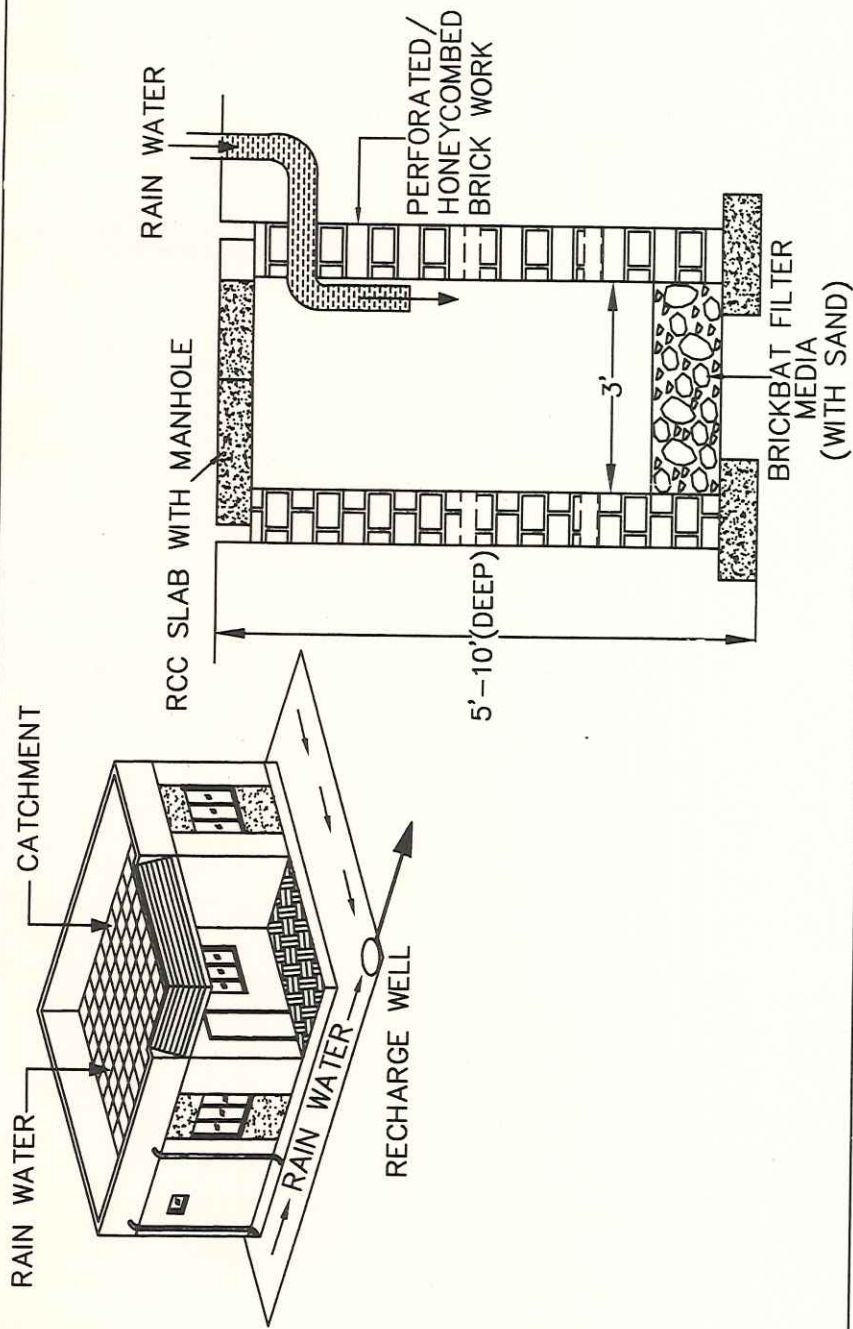 RAIN WATER
CATCHMENT
RAIN WATER
RECHARGE WELL
RCC SLAB WITH MANHOLE
RAIN WATER
5'-10'(DEEP)
3'
PERFORATED/
HONEYCOMBED
BRICK WORK
BRICKBAT FILTER
MEDIA
(WITH SAND)